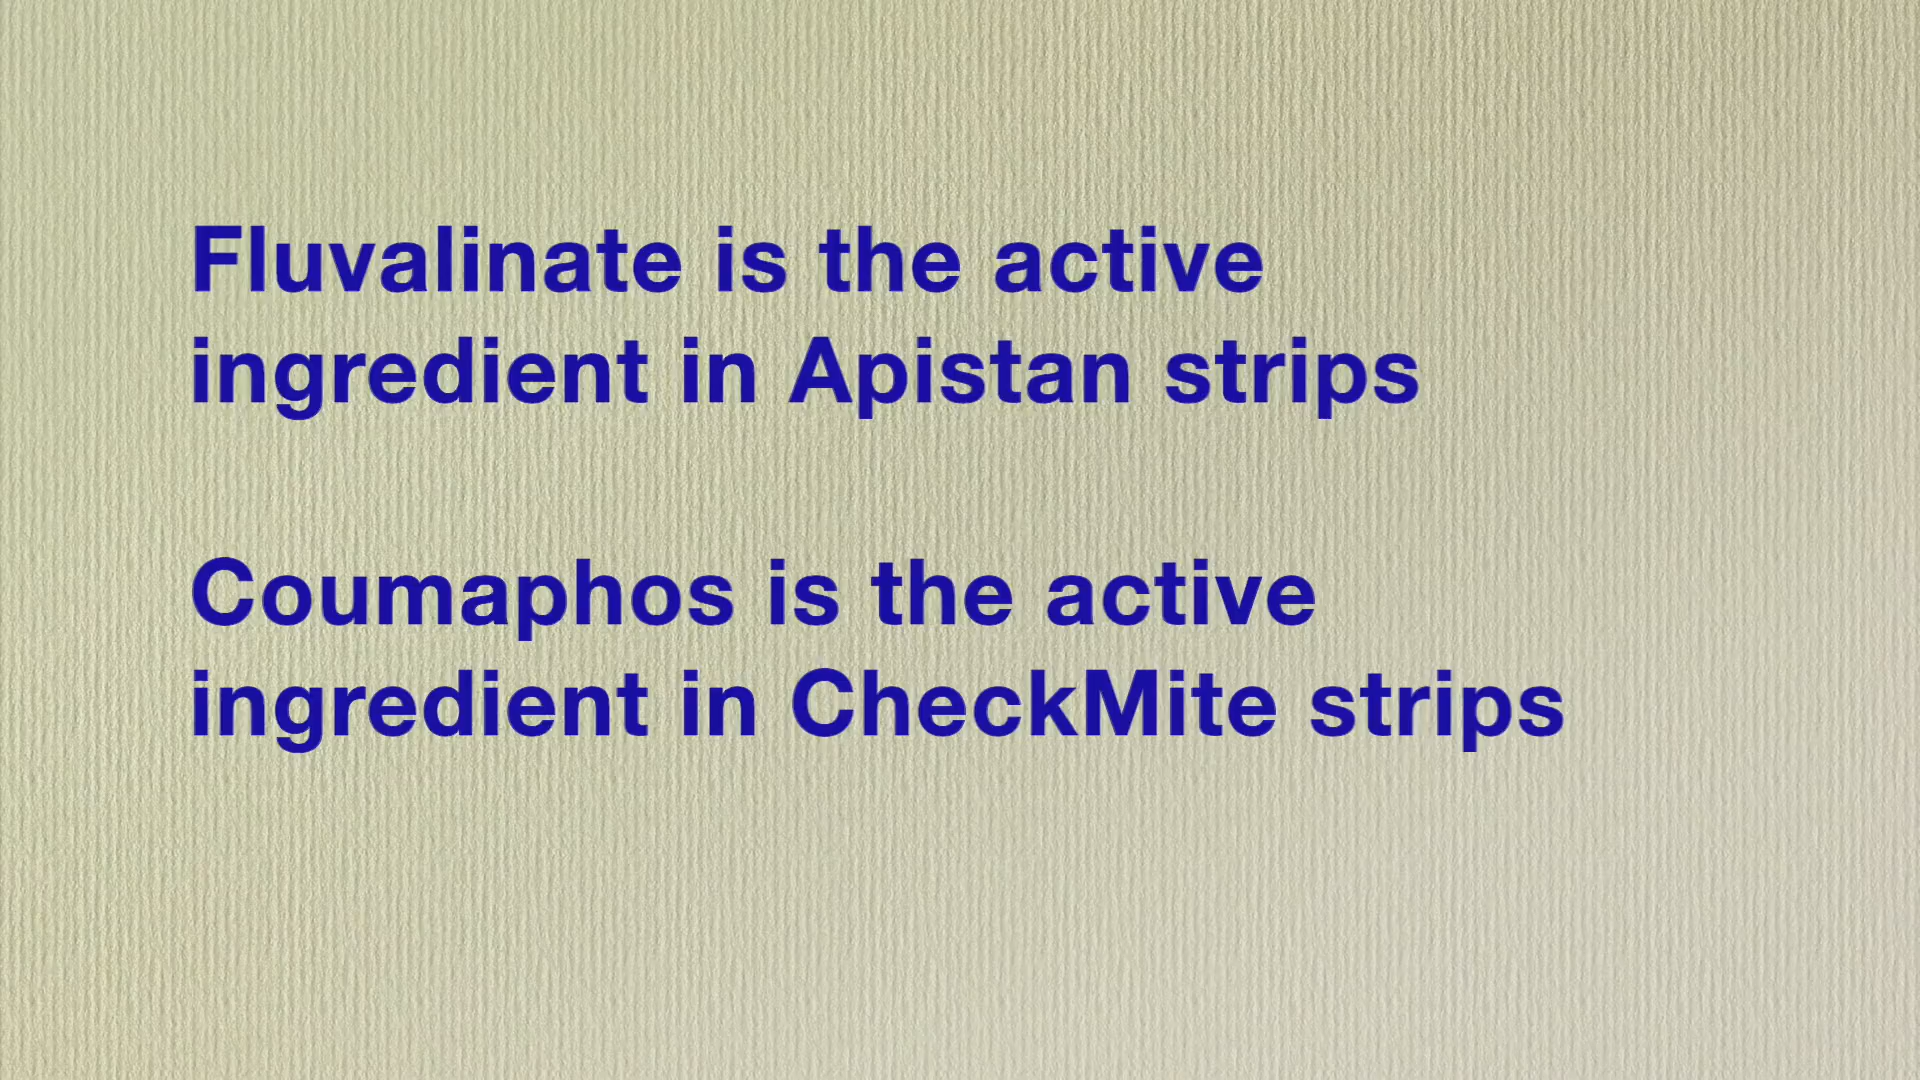 Fluvalinate is the active
ingredient in Apistan strips
Coumaphos is the active
ingredient in CheckMite strips